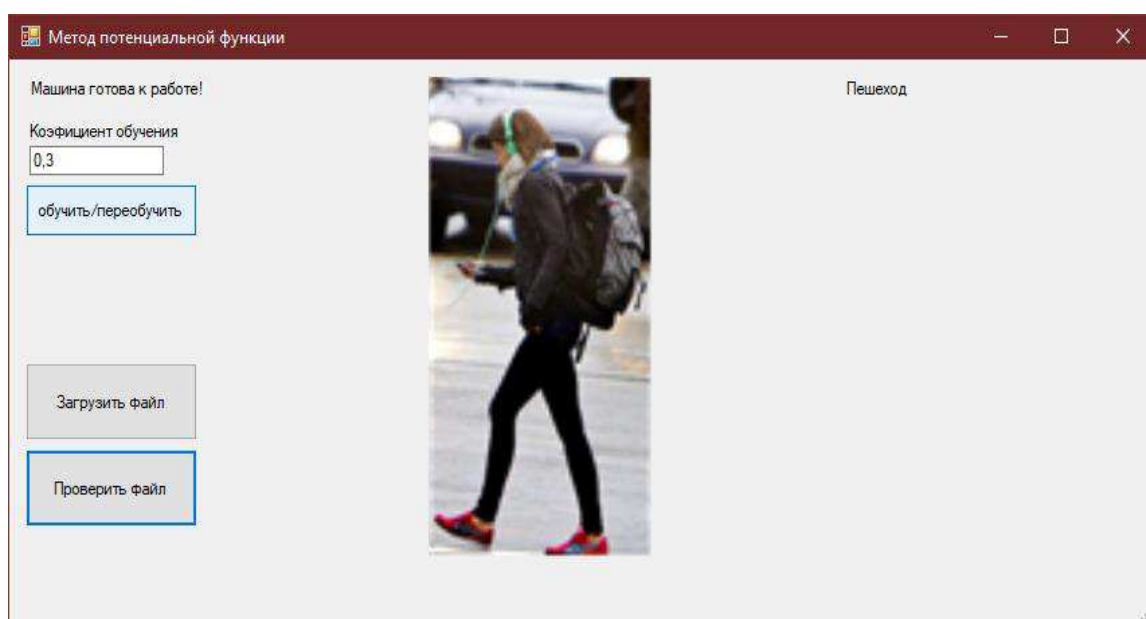 Метод потенциальной функции
Машина готова к работе!
Пешеход
Коэфициент обучения
0,3
обучить/переобучить
Загрузить файл
Проверить файл